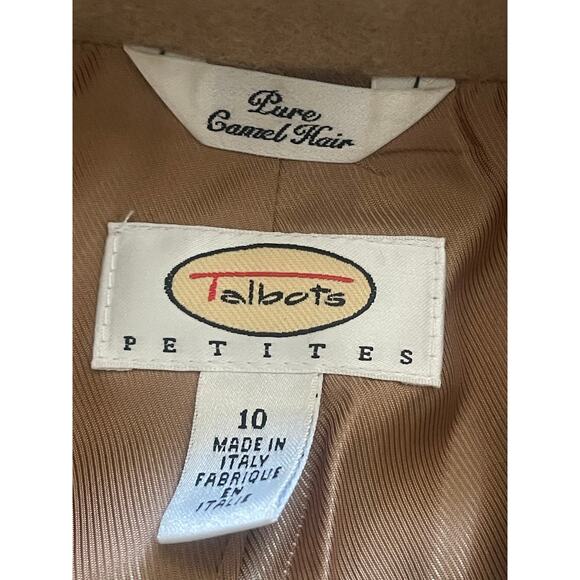 Pure
Camel Hair
Talbots
PETITES
10
MADE IN
ITALY
FABRIQUE
EN
ITALIE